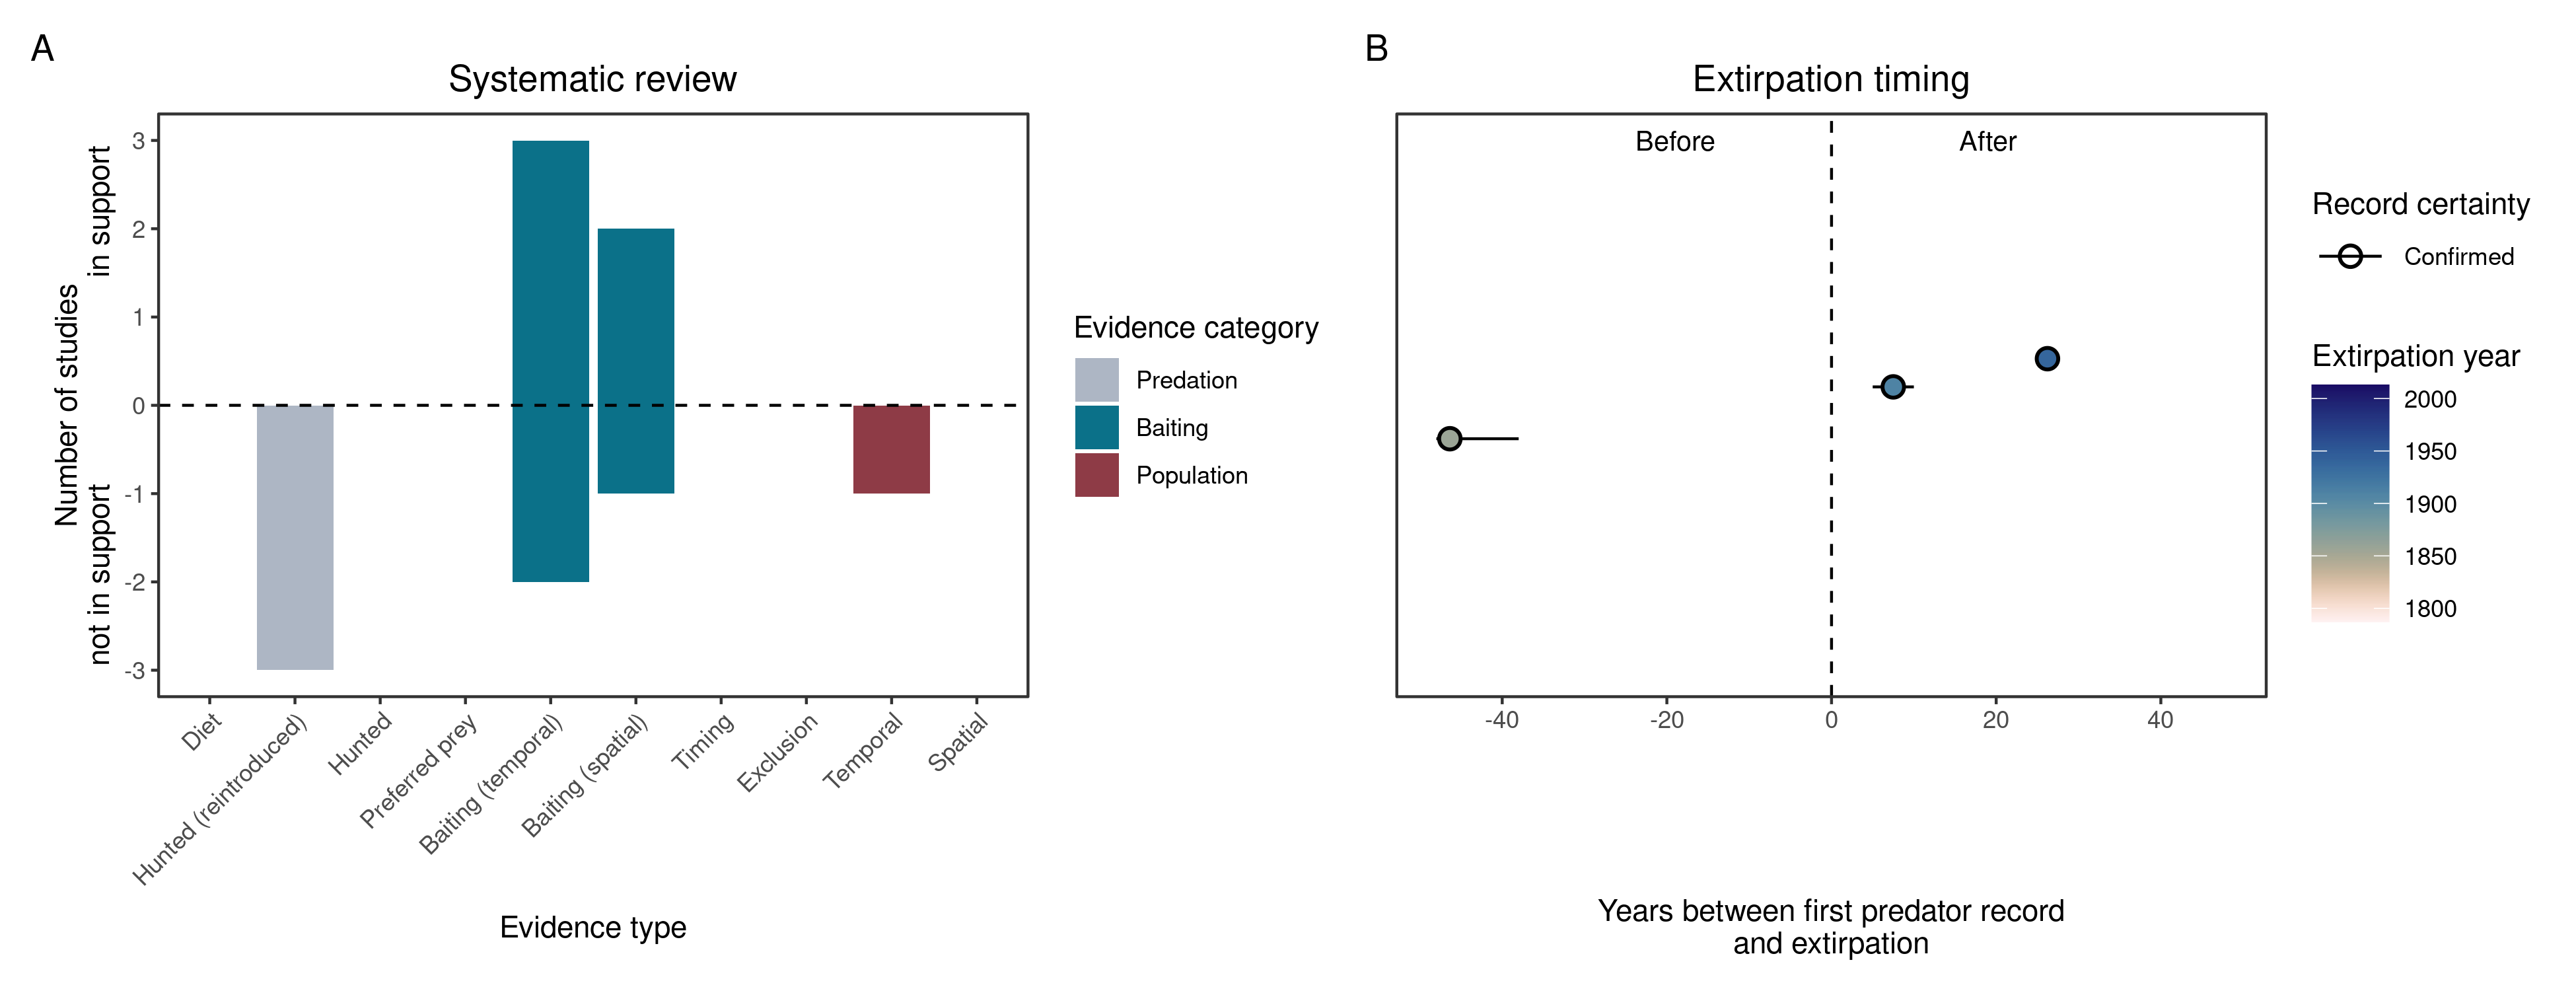 A
Systematic review
Number of studies
not in support
in support
3
2
1
0
-1
-2
-3
Diet
Hunted (reintroduced)
Hunted
Preferred prey
Baiting (temporal)
Baiting (spatial)
Timing
Exclusion
Temporal
Spatial
Evidence type
Evidence category
Predation
Baiting
Population
B
Extirpation timing
Before
After
-40
-20
0
20
40
Years between first predator record
and extirpation
Record certainty
Confirmed
Extirpation year
2000
1950
1900
1850
1800